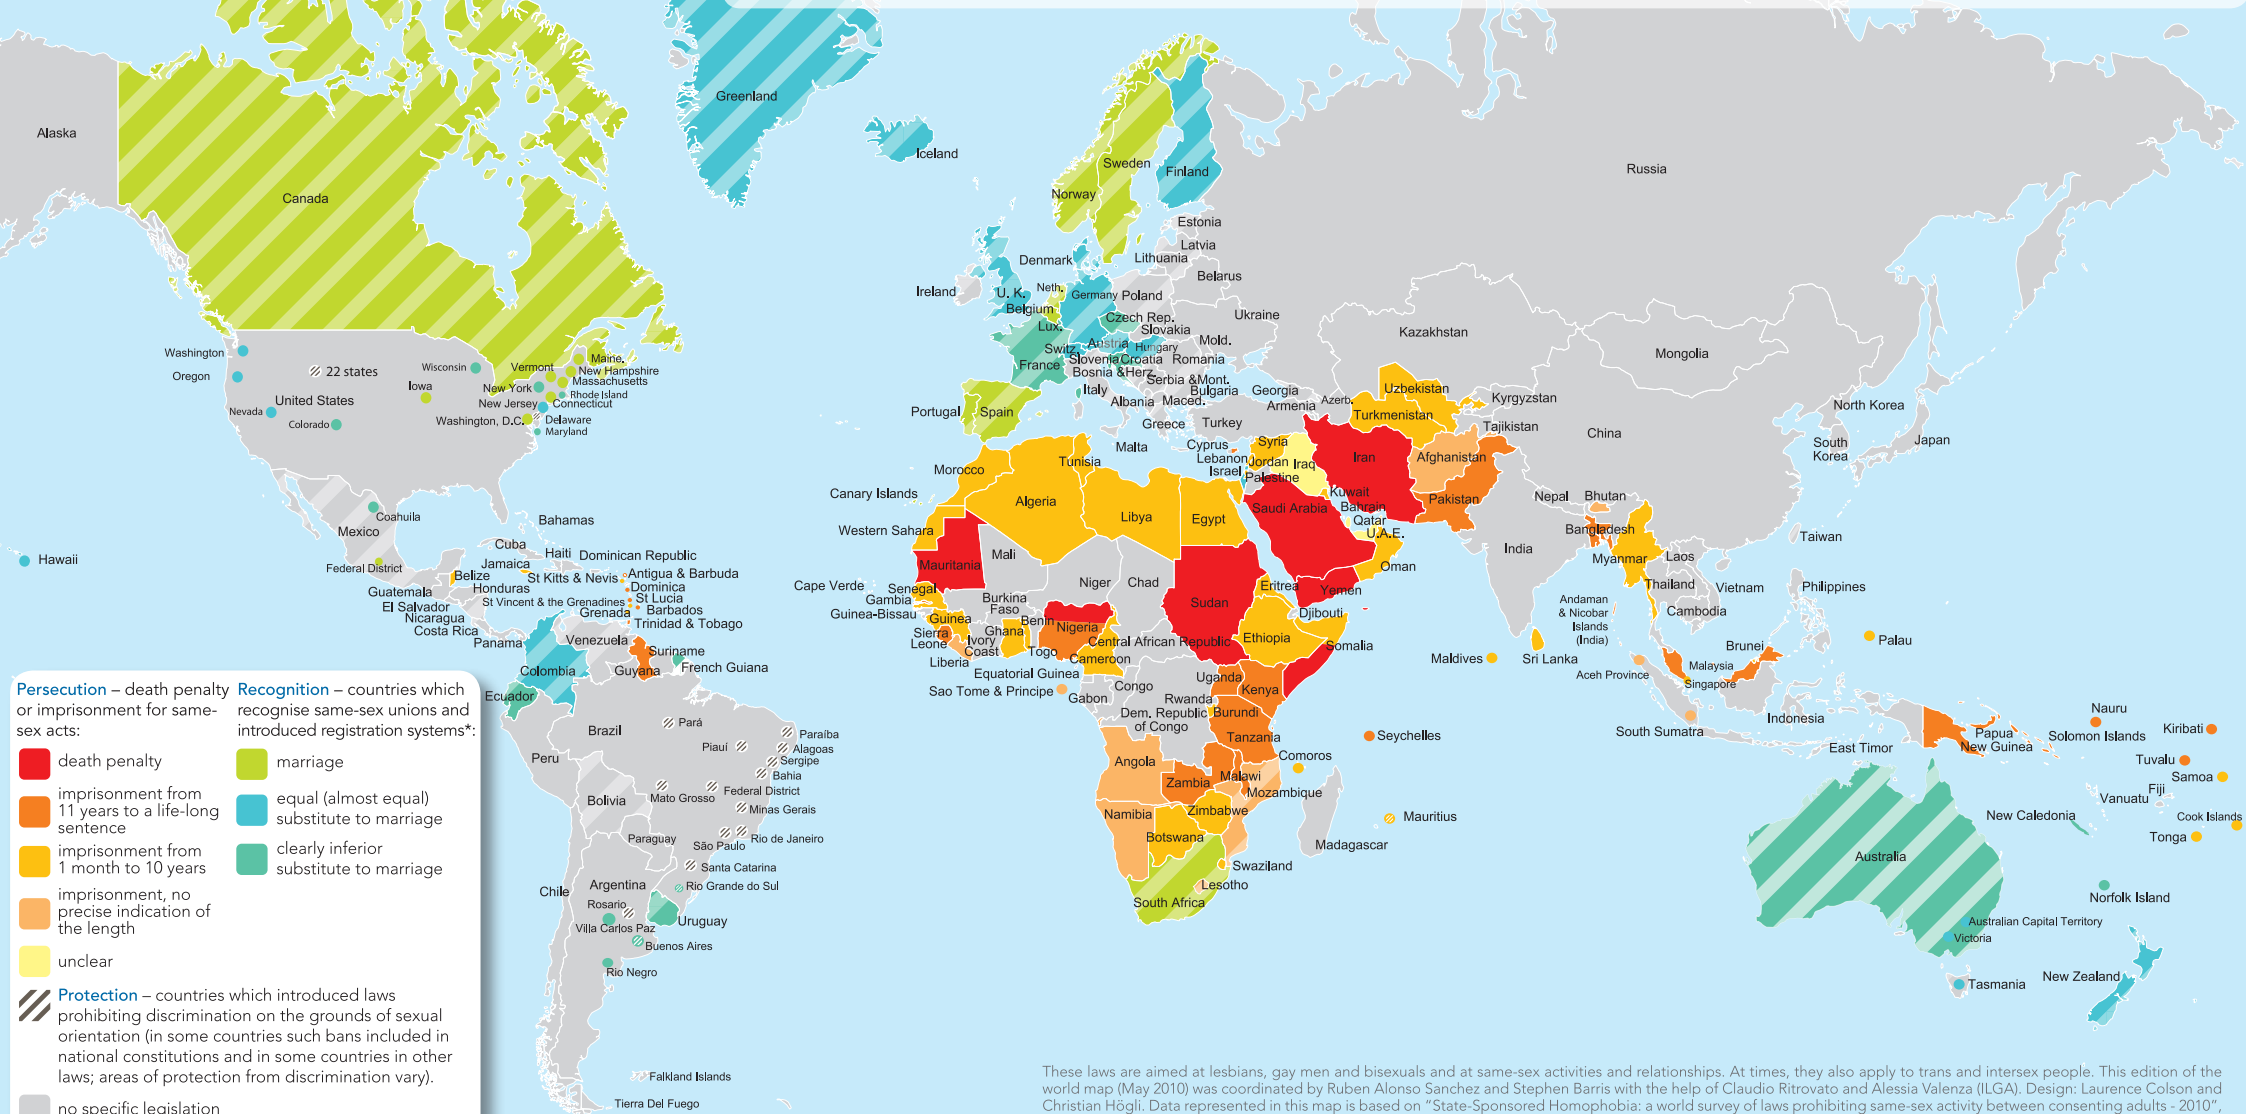 Alaska
Canada
Greenland
Iceland
Sweden
Norway
Finland
Russia
Estonia
Latvia
Lithuania
Belarus
Denmark
Ireland
U. K.
Neth.
Belgium
Germany
Poland
Lux.
Czech Rep.
Slovakia
Ukraine
Switz.
Austria
Hungary
Mold.
France
Slovenia
Croatia
Romania
Bosnia &Herz.
Serbia &Mont.
Italy
Bulgaria
Albania
Maced.
Georgia
Armenia
Azerb.
Portugal
Spain
Greece
Turkey
Malta
Cyprus
Kazakhstan
Mongolia
Uzbekistan
Turkmenistan
Kyrgyzstan
Tajikistan
China
North Korea
South
Korea
Japan
Washington
Oregon
Nevada
22 states
United States
Colorado
Wisconsin
Iowa
Vermont
New York
New Jersey
Washington, D.C.
Maine.
New Hampshire
Massachusetts
Rhode Island
Connecticut
Delaware
Maryland
Hawaii
Mexico
Coahuila
Federal District
Bahamas
Cuba
Haiti
Dominican Republic
Jamaica
Belize
Honduras
St Kitts & Nevis
Antigua & Barbuda
Dominica
Guatemala
El Salvador
St Vincent & the Grenadines
St Lucia
Nicaragua
Grenada
Barbados
Costa Rica
Trinidad & Tobago
Panama
Venezuela
Colombia
Guyana
Suriname
French Guiana
Ecuador
Brazil
Pará
Piauí
Paraíba
Alagoas
Sergipe
Bahia
Peru
Bolivia
Mato Grosso
Federal District
Minas Gerais
Paraguay
São Paulo
Rio de Janeiro
Santa Catarina
Chile
Argentina
Rio Grande do Sul
Rosario
Uruguay
Villa Carlos Paz
Buenos Aires
Rio Negro
Falkland Islands
Tierra Del Fuego
Morocco
Tunisia
Canary Islands
Algeria
Libya
Egypt
Western Sahara
Mauritania
Mali
Niger
Chad
Sudan
Eritrea
Cape Verde
Senegal
Gambia
Guinea-Bissau
Guinea
Burkina
Faso
Benin
Nigeria
Djibouti
Sierra
Leone
Ivory
Coast
Ghana
Togo
Liberia
Central African Republic
Cameroon
Ethiopia
Somalia
Equatorial Guinea
Sao Tome & Principe
Gabon
Congo
Uganda
Kenya
Rwanda
Dem. Republic
of Congo
Burundi
Tanzania
Seychelles
Comoros
Angola
Zambia
Malawi
Mozambique
Namibia
Zimbabwe
Botswana
Mauritius
Madagascar
Swaziland
Lesotho
South Africa
Syria
Lebanon
Israel
Jordan
Iraq
Palestine
Iran
Afghanistan
Pakistan
Kuwait
Bahrain
Qatar
U.A.E.
Saudi Arabia
Oman
Yemen
Nepal
Bhutan
Bangladesh
India
Myanmar
Laos
Thailand
Vietnam
Cambodia
Taiwan
Philippines
Andaman
& Nicobar
Islands
(India)
Maldives
Sri Lanka
Aceh Province
Brunei
Malaysia
Singapore
Palau
South Sumatra
Indonesia
East Timor
Papua
New Guinea
Nauru
Solomon Islands
Kiribati
Tuvalu
Samoa
Fiji
Vanuatu
Cook Islands
Tonga
New Caledonia
Australia
Norfolk Island
Australian Capital Territory
Victoria
Tasmania
New Zealand
Persecution – death penalty
or imprisonment for same-
sex acts:
death penalty
imprisonment from
11 years to a life-long
sentence
imprisonment from
1 month to 10 years
imprisonment, no
precise indication of
the length
unclear
Recognition – countries which
recognise same-sex unions and
introduced registration systems*:
marriage
equal (almost equal)
substitute to marriage
clearly inferior
substitute to marriage
Protection – countries which introduced laws
prohibiting discrimination on the grounds of sexual
orientation (in some countries such bans included in
national constitutions and in some countries in other
laws; areas of protection from discrimination vary).
no specific legislation
These laws are aimed at lesbians, gay men and bisexuals and at same-sex activities and relationships. At times, they also apply to trans and intersex people. This edition of the
world map (May 2010) was coordinated by Ruben Alonso Sanchez and Stephen Barris with the help of Claudio Ritrovato and Alessia Valenza (ILGA). Design: Laurence Colson and
Christian Högli. Data represented in this map is based on “State-Sponsored Homophobia: a world survey of laws prohibiting same-sex activity between consenting adults - 2010”